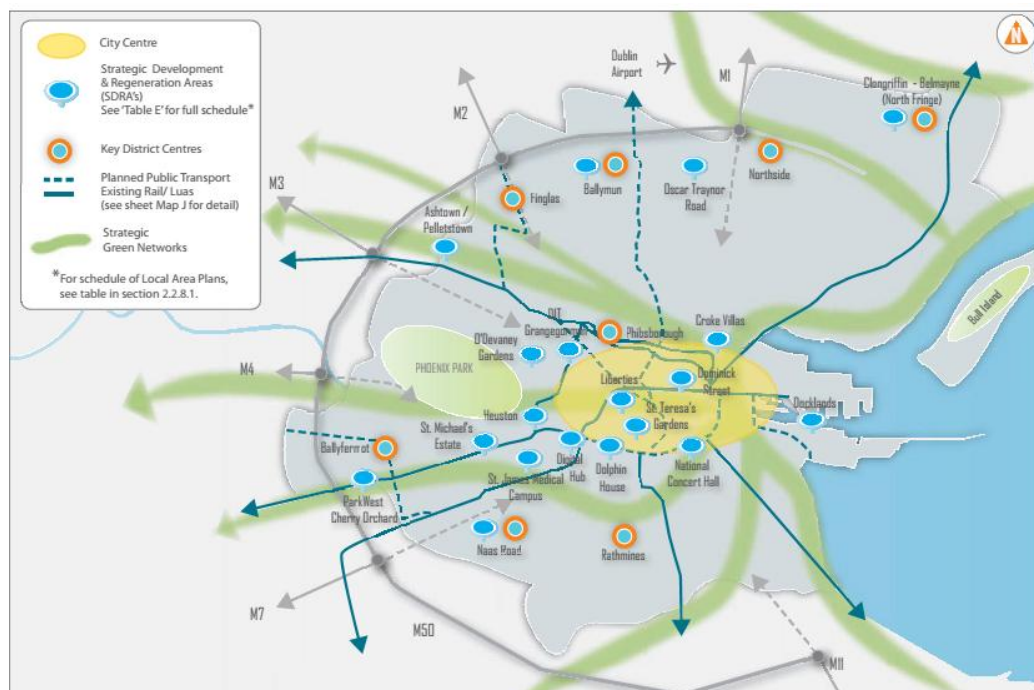 City Centre
Strategic Development
& Regeneration Areas
(SDRA's)
See 'Table E' for full schedule*
Key District Centres
Planned Public Transport
Existing Rail/ Luas
(see sheet Map J for detail)
Strategic
Green Networks
*For schedule of Local Area Plans,
see table in section 2.2.8.1.
N
Dublin
Airport
M1
Clongriffin - Belmayne
(North Fringe)
M2
M3
Ballymun
Oscar Traynor
Road
Northside
Finglas
Ashtown /
Pelletstown
Bull Island
DIT
Grangegorman
Phibsborough
Croke Villas
O'Devaney
Gardens
PHOENIX PARK
M4
Liberties
Dominick
Street
Docklands
Heuston
St. Teresa's
Gardens
St. Michael's
Estate
Ballyfermot
Digital
Hub
Dolphin
House
National
Concert Hall
St. James Medical
Campus
ParkWest
Cherry Orchard
Naas Road
Rathmines
M7
M50
M11